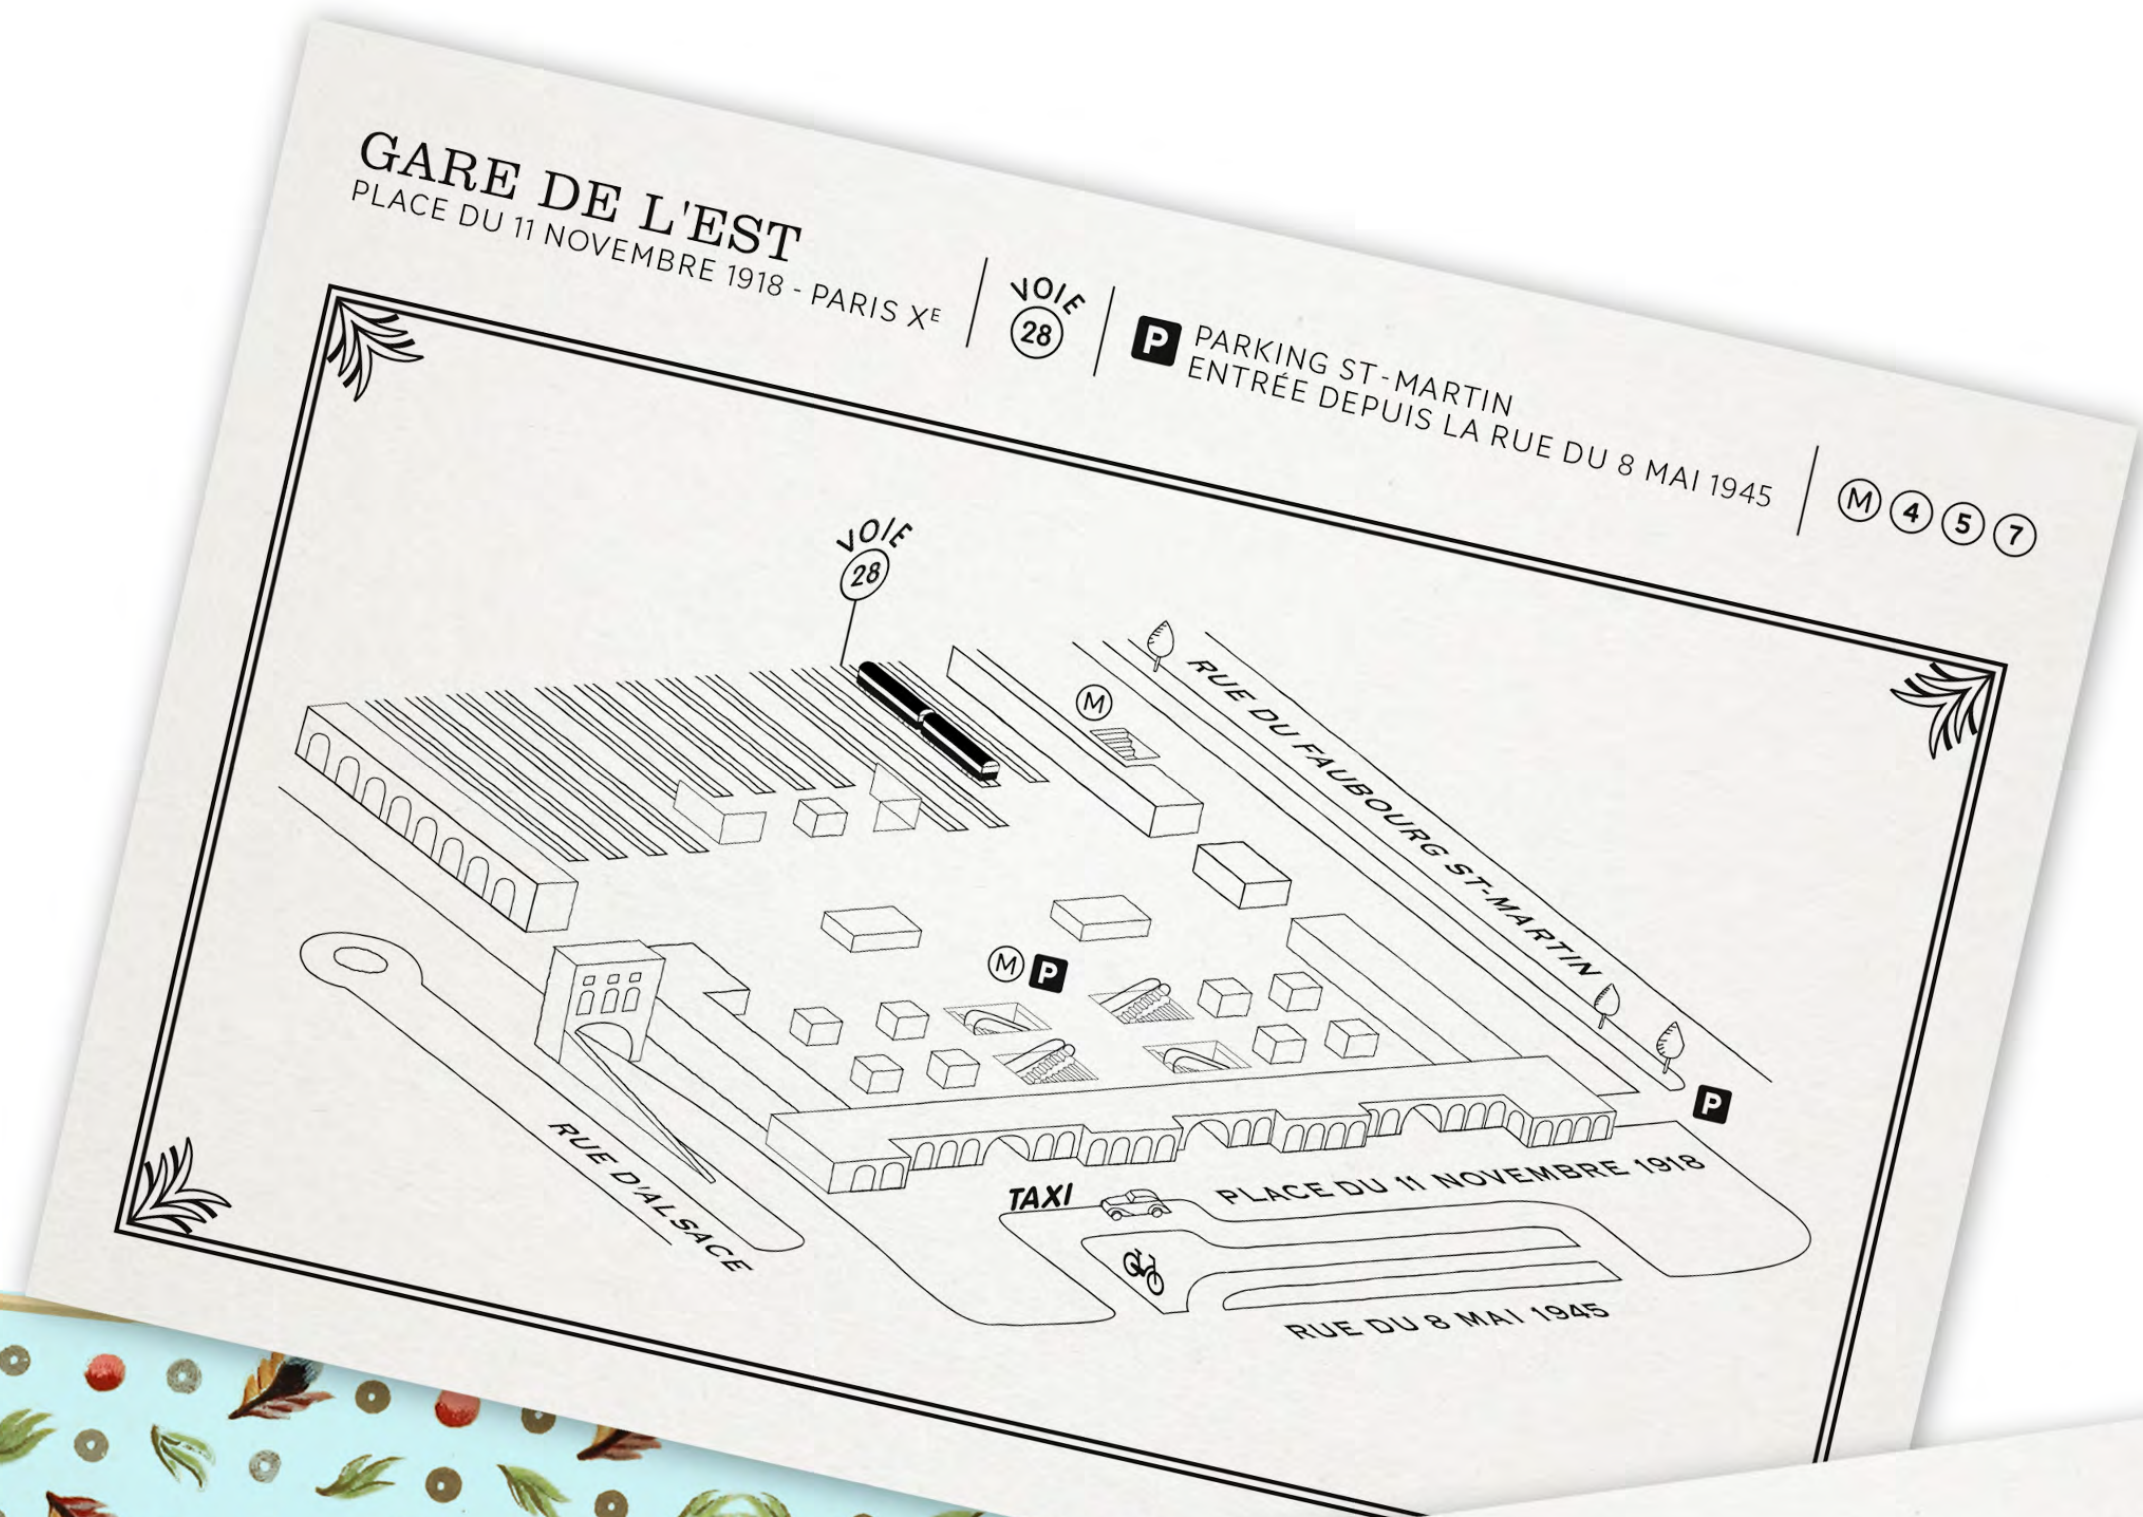 GARE DE L'EST
PLACE DU 11 NOVEMBRE 1918 - PARIS Xᴱ
VOIE
28
P PARKING ST-MARTIN
ENTRÉE DEPUIS LA RUE DU 8 MAI 1945
M 4 5 7
VOIE
28
M
RUE DU FAUBOURG ST-MARTIN
M P
P
RUE D'ALSACE
TAXI
PLACE DU 11 NOVEMBRE 1918
RUE DU 8 MAI 1945